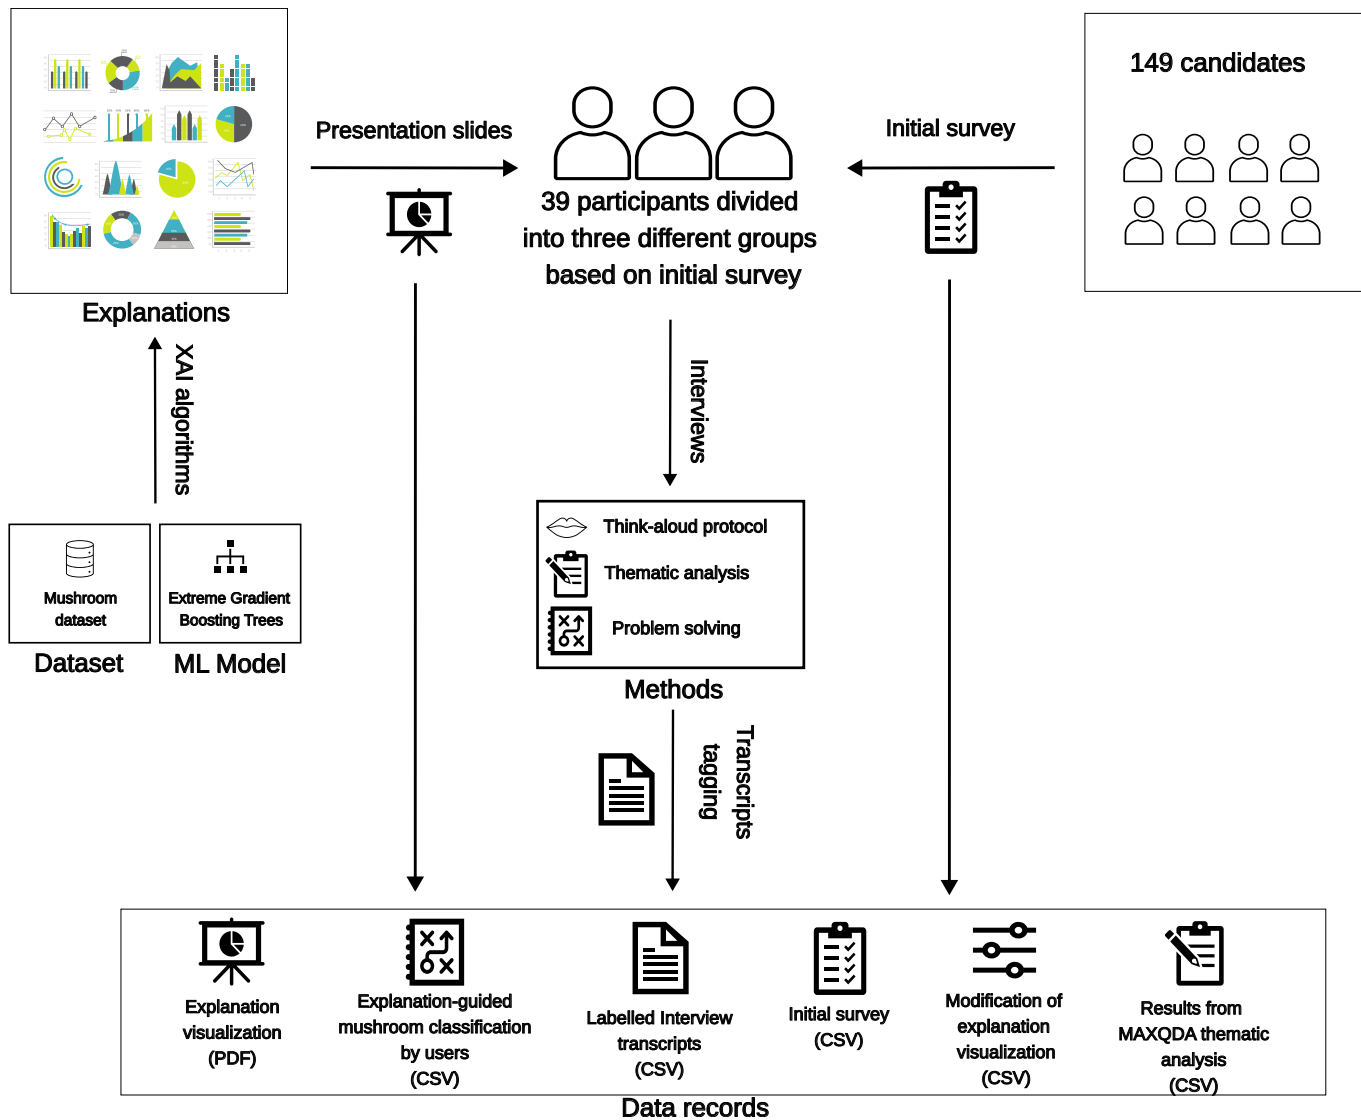 149 candidates
Presentation slides
Initial survey
39 participants divided
into three different groups
based on initial survey
Explanations
XAI algorithms
Interviews
Mushroom
dataset
Dataset
Extreme Gradient
Boosting Trees
ML Model
Think-aloud protocol
Thematic analysis
Problem solving
Methods
Transcripts
tagging
Explanation
visualization
(PDF)
Explanation-guided
mushroom classification
by users
(CSV)
Labelled Interview
transcripts
(CSV)
Initial survey
(CSV)
Modification of
explanation
visualization
(CSV)
Results from
MAXQDA thematic
analysis
(CSV)
Data records